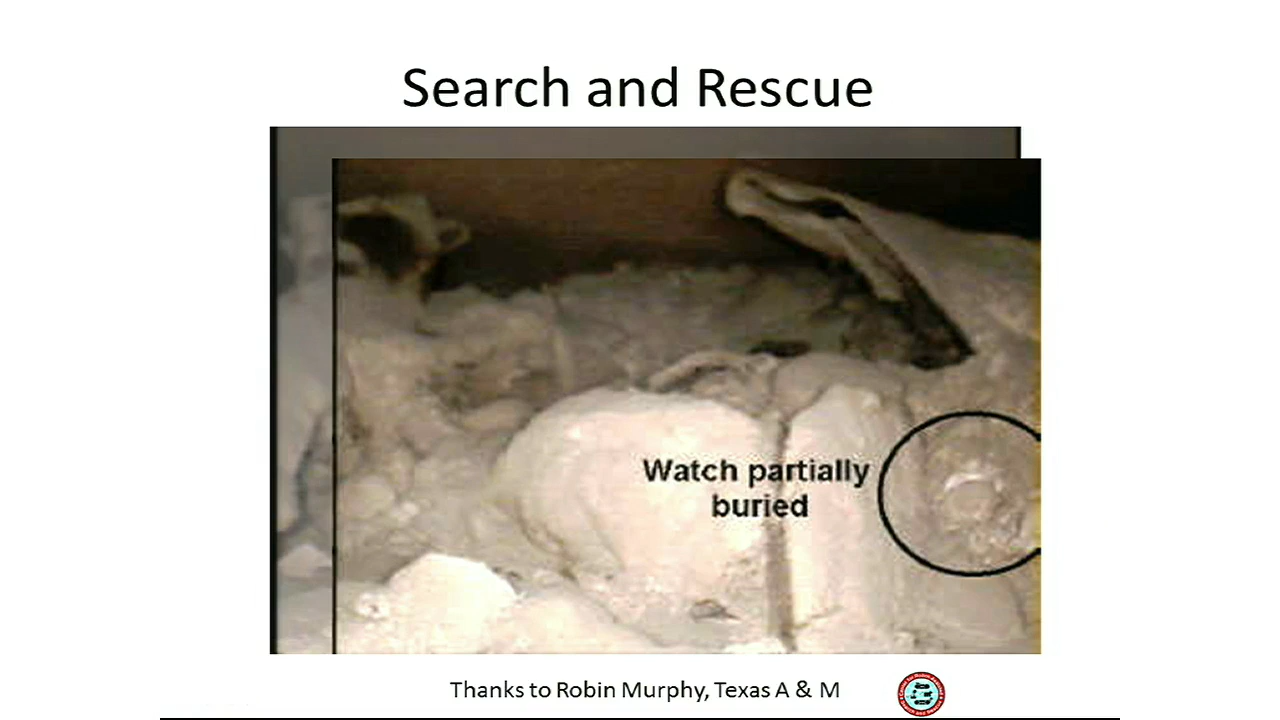 Search and Rescue
Watch partially
buried
Thanks to Robin Murphy, Texas A & M